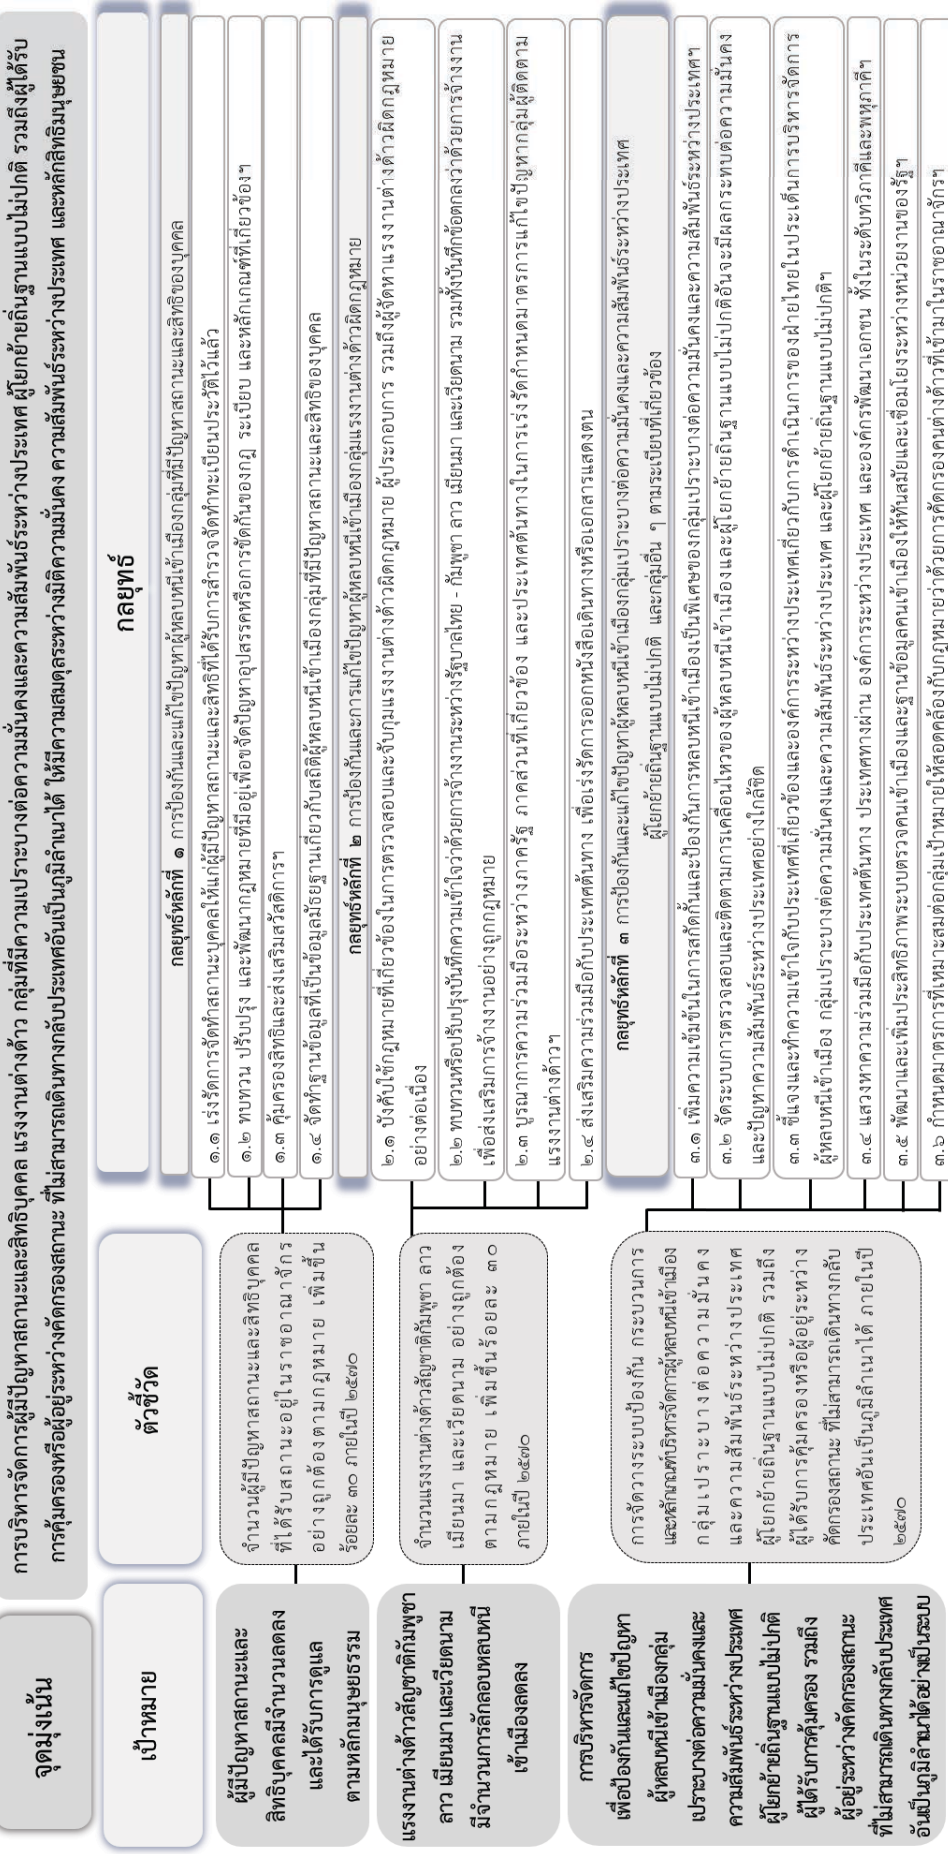 จุดมุ่งเน้น
การบริหารจัดการผู้มีปัญหาสถานะและสิทธิบุคคล แรงงานต่างด้าว กลุ่มที่มีความเปราะบางต่อความมั่นคงและความสัมพันธ์ระหว่างประเทศ ผู้โยกย้ายถิ่นฐานแบบไม่ปกติ รวมถึงผู้ได้รับ
การคุ้มครองหรือผู้อยู่ระหว่างคัดกรองสถานะ ที่ไม่สามารถเดินทางกลับประเทศอันเป็นภูมิลำเนาได้ ให้มีความสมดุลระหว่างมิติความมั่นคง ความสัมพันธ์ระหว่างประเทศ และหลักสิทธิมนุษยชน
เป้าหมาย
ตัวชี้วัด
กลยุทธ์
ผู้มีปัญหาสถานะและ
สิทธิบุคคลมีจำนวนลดลง
และได้รับการดูแล
ตามหลักมนุษยธรรม
จำนวนผู้มีปัญหาสถานะและสิทธิบุคคล
ที่ได้รับสถานะอยู่ในราชอาณาจักร
อย่างถูกต้องตามกฎหมาย เพิ่มขึ้น
ร้อยละ ๓๐ ภายในปี ๒๕๗๐
กลยุทธ์หลักที่ ๑ การป้องกันและแก้ไขปัญหาผู้หลบหนีเข้าเมืองกลุ่มที่มีปัญหาสถานะและสิทธิของบุคคล
๑.๑ เร่งรัดการจัดทำสถานะบุคคลให้แก่ผู้มีปัญหาสถานะและสิทธิที่ได้รับการสำรวจจัดทำทะเบียนประวัติไว้แล้ว
๑.๒ ทบทวน ปรับปรุง และพัฒนากฎหมายที่มีอยู่เพื่อขจัดปัญหาอุปสรรคหรือการขัดกันของกฎ ระเบียบ และหลักเกณฑ์ที่เกี่ยวข้องฯ
๑.๓ คุ้มครองสิทธิและส่งเสริมสวัสดิการฯ
๑.๔ จัดทำฐานข้อมูลที่เป็นข้อมูลมัธยฐานเกี่ยวกับสถิติผู้หลบหนีเข้าเมืองกลุ่มที่มีปัญหาสถานะและสิทธิของบุคคล
แรงงานต่างด้าวสัญชาติกัมพูชา
ลาว เมียนมา และเวียดนาม
มีจำนวนการลักลอบหลบหนี
เข้าเมืองลดลง
จำนวนแรงงานต่างด้าวสัญชาติกัมพูชา ลาว
เมียนมา และเวียดนาม อย่างถูกต้อง
ตามกฎหมาย เพิ่มขึ้นร้อยละ ๓๐
ภายในปี ๒๕๗๐
กลยุทธ์หลักที่ ๒ การป้องกันและการแก้ไขปัญหาผู้หลบหนีเข้าเมืองกลุ่มแรงงานต่างด้าวผิดกฎหมาย
๒.๑ บังคับใช้กฎหมายที่เกี่ยวข้องในการตรวจสอบและจับกุมแรงงานต่างด้าวผิดกฎหมาย ผู้ประกอบการ รวมถึงผู้จัดหาแรงงานต่างด้าวผิดกฎหมาย
อย่างต่อเนื่อง
๒.๒ ทบทวนหรือปรับปรุงบันทึกความเข้าใจว่าด้วยการจ้างงานระหว่างรัฐบาลไทย - กัมพูชา ลาว เมียนมา และเวียดนาม รวมทั้งบันทึกข้อตกลงว่าด้วยการจ้างงาน
เพื่อส่งเสริมการจ้างงานอย่างถูกกฎหมาย
๒.๓ บูรณาการความร่วมมือระหว่างภาครัฐ ภาคส่วนที่เกี่ยวข้อง และประเทศต้นทางในการเร่งรัดกำหนดมาตรการแก้ไขปัญหากลุ่มผู้ติดตาม
แรงงานต่างด้าวฯ
๒.๔ ส่งเสริมความร่วมมือกับประเทศต้นทาง เพื่อเร่งรัดการออกหนังสือเดินทางหรือเอกสารแสดงตน
การบริหารจัดการ
เพื่อป้องกันและแก้ไขปัญหา
ผู้หลบหนีเข้าเมืองกลุ่ม
เปราะบางต่อความมั่นคงและ
ความสัมพันธ์ระหว่างประเทศ
ผู้โยกย้ายถิ่นฐานแบบไม่ปกติ
ผู้ได้รับการคุ้มครอง รวมถึง
ผู้อยู่ระหว่างคัดกรองสถานะ
ที่ไม่สามารถเดินทางกลับประเทศ
อันเป็นภูมิลำเนาได้อย่างเป็นระบบ
การจัดวางระบบป้องกัน กระบวนการ
และหลักเกณฑ์บริหารจัดการผู้หลบหนีเข้าเมือง
กลุ่มเปราะบางต่อความมั่นคง
และความสัมพันธ์ระหว่างประเทศ
ผู้โยกย้ายถิ่นฐานแบบไม่ปกติ รวมถึง
ผู้ได้รับการคุ้มครองหรือผู้อยู่ระหว่าง
คัดกรองสถานะ ที่ไม่สามารถเดินทางกลับ
ประเทศอันเป็นภูมิลำเนาได้ ภายในปี
๒๕๗๐
กลยุทธ์หลักที่ ๓ การป้องกันและแก้ไขปัญหาผู้หลบหนีเข้าเมืองกลุ่มเปราะบางต่อความมั่นคงและความสัมพันธ์ระหว่างประเทศ
ผู้โยกย้ายถิ่นฐานแบบไม่ปกติ และกลุ่มอื่น ๆ ตามระเบียบที่เกี่ยวข้อง
๓.๑ เพิ่มความเข้มข้นในการสกัดกั้นและป้องกันการหลบหนีเข้าเมืองเป็นพิเศษของกลุ่มเปราะบางต่อความมั่นคงและความสัมพันธ์ระหว่างประเทศฯ
๓.๒ จัดระบบการตรวจสอบและติดตามการเคลื่อนไหวของผู้หลบหนีเข้าเมืองและผู้โยกย้ายถิ่นฐานแบบไม่ปกติอันจะมีผลกระทบต่อความมั่นคง
และปัญหาความสัมพันธ์ระหว่างประเทศอย่างใกล้ชิด
๓.๓ ชี้แจงและทำความเข้าใจกับประเทศที่เกี่ยวข้องและองค์การระหว่างประเทศเกี่ยวกับการดำเนินการของฝ่ายไทยในประเด็นการบริหารจัดการ
ผู้หลบหนีเข้าเมือง กลุ่มเปราะบางต่อความมั่นคงและความสัมพันธ์ระหว่างประเทศ และผู้โยกย้ายถิ่นฐานแบบไม่ปกติฯ
๓.๔ แสวงหาความร่วมมือกับประเทศต้นทาง ประเทศทางผ่าน องค์การระหว่างประเทศ และองค์กรพัฒนาเอกชน ทั้งในระดับทวิภาคีและพหุภาคีฯ
๓.๕ พัฒนาและเพิ่มประสิทธิภาพระบบตรวจคนเข้าเมืองและฐานข้อมูลคนเข้าเมืองให้ทันสมัยและเชื่อมโยงระหว่างหน่วยงานของรัฐฯ
๓.๖ กำหนดมาตรการที่เหมาะสมต่อกลุ่มเป้าหมายให้สอดคล้องกับกฎหมายว่าด้วยการคัดกรองคนต่างด้าวที่เข้ามาในราชอาณาจักรฯ